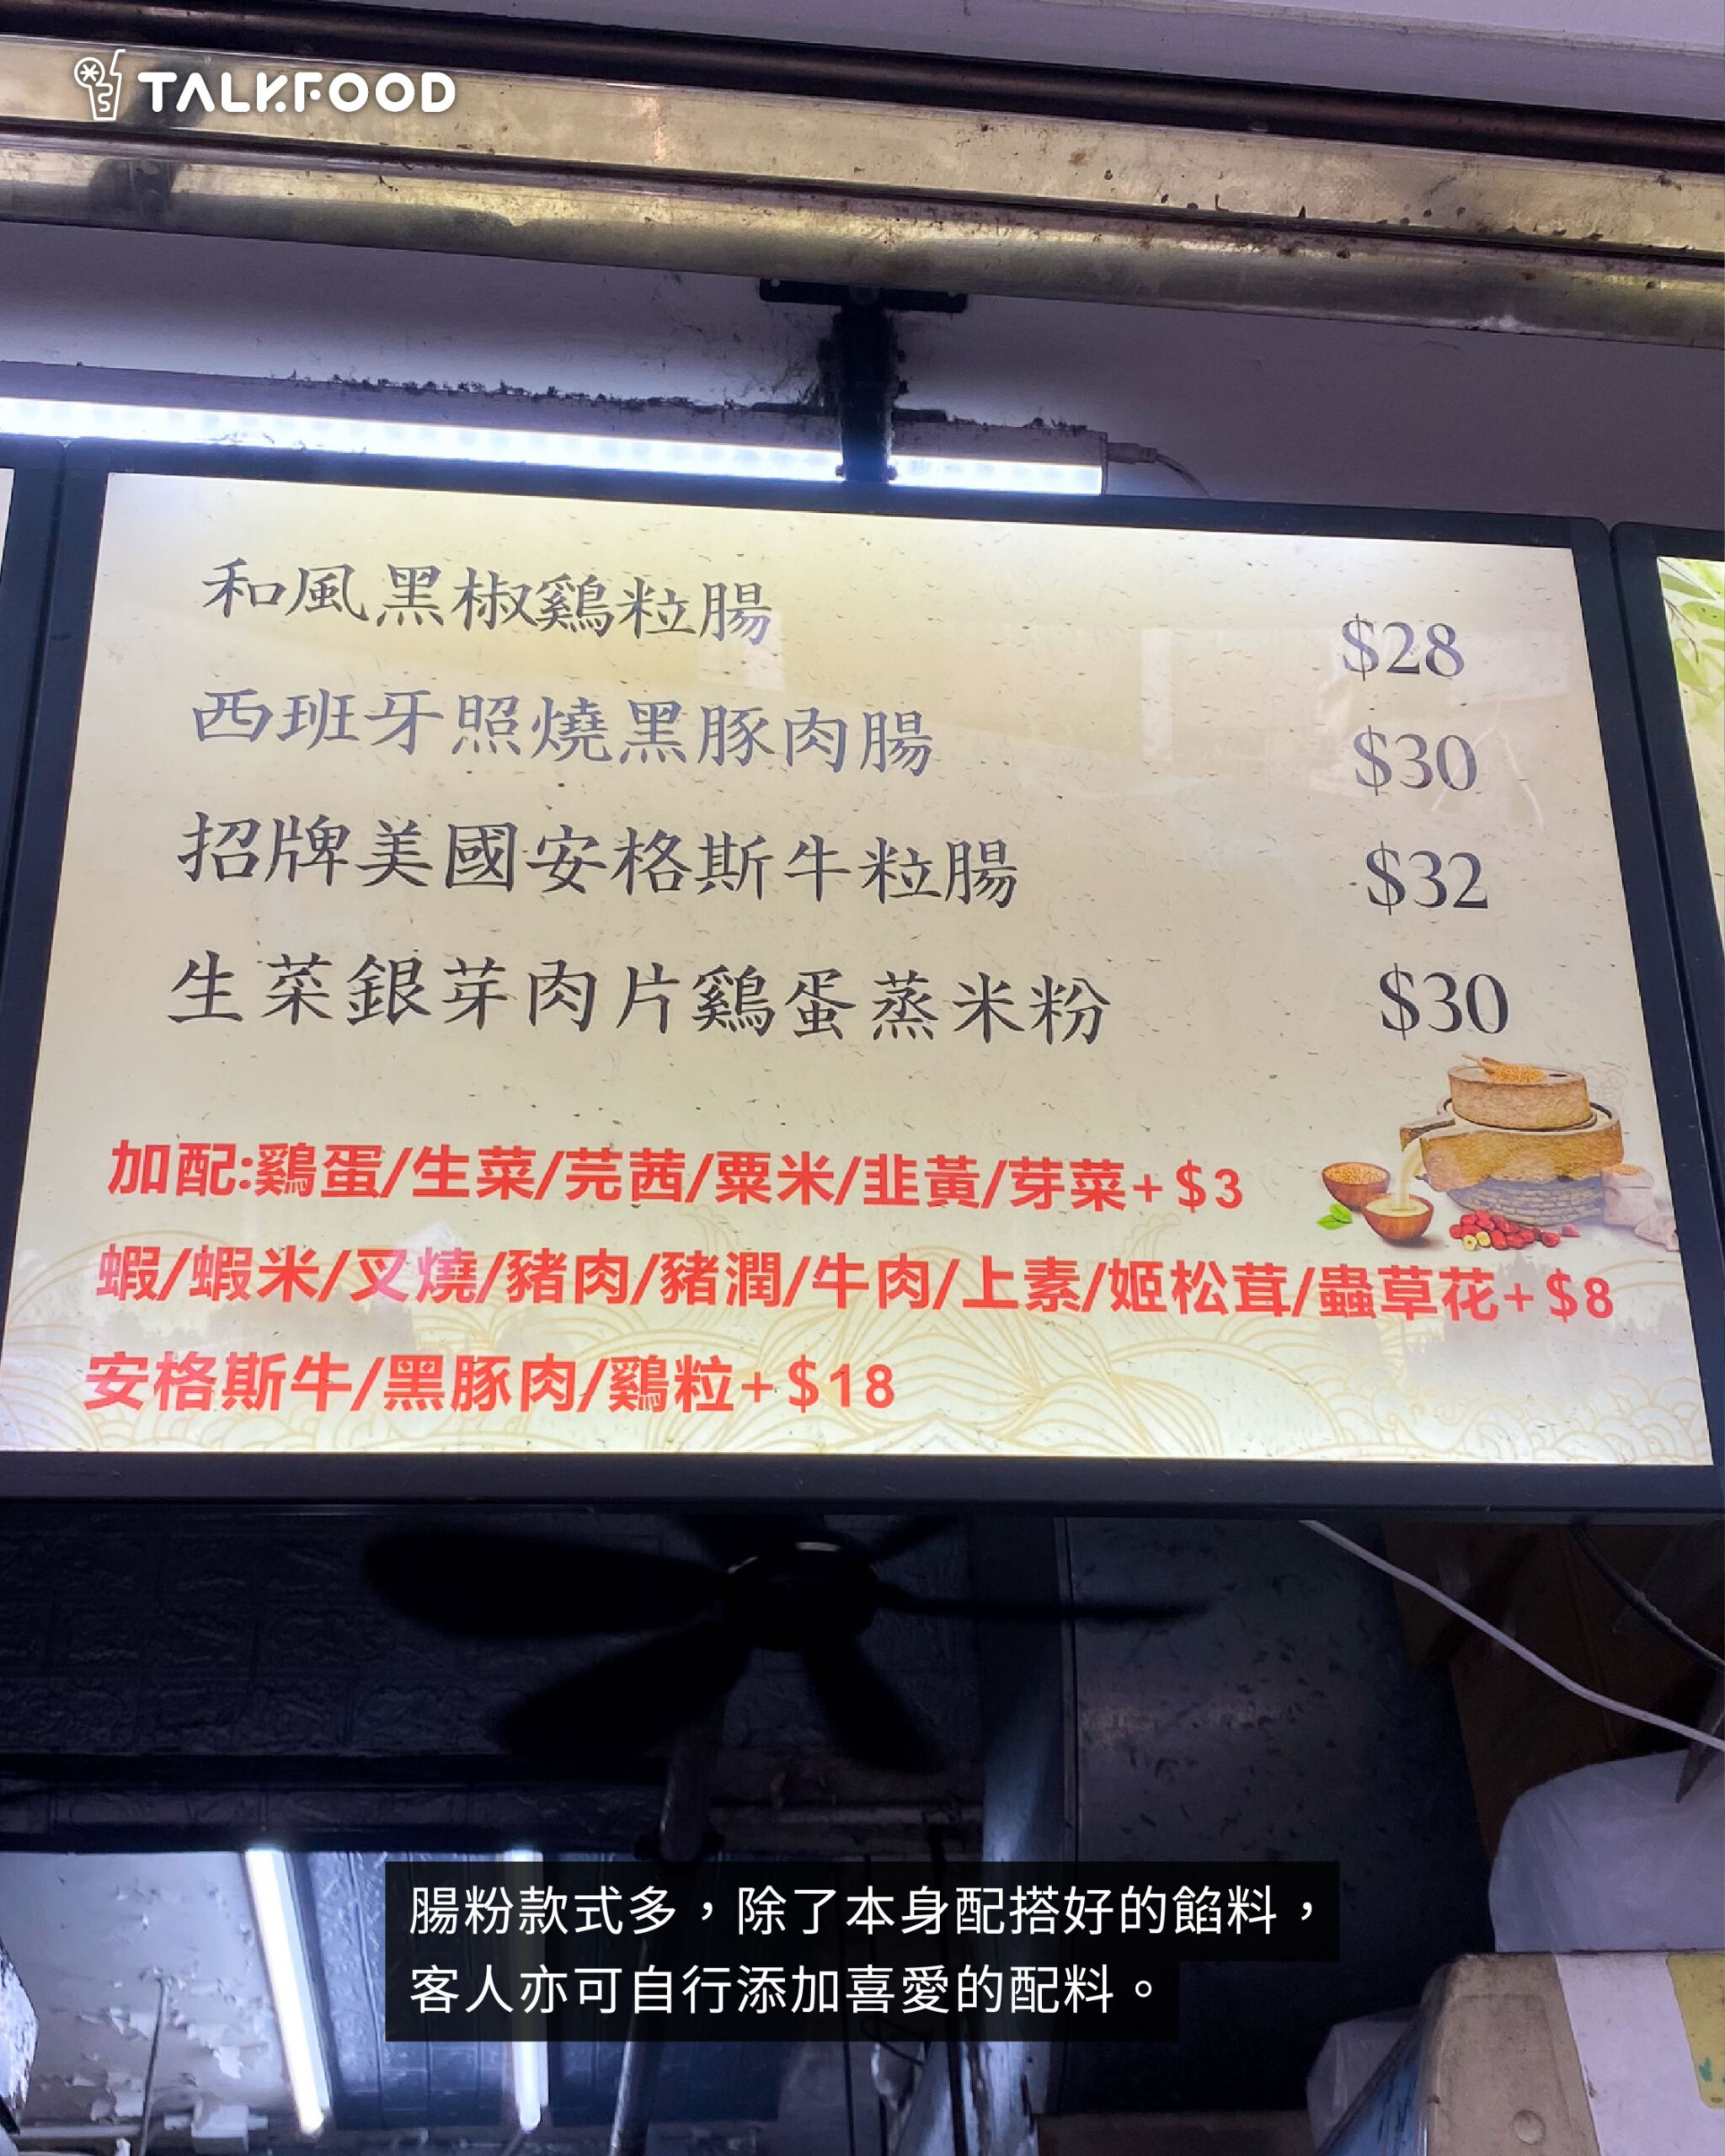 TALKFOOD
和風黑椒鷄粒腸 $28
西班牙照燒黑豚肉腸 $30
招牌美國安格斯牛粒腸 $32
生菜銀芽肉片鷄蛋蒸米粉 $30
加配:鷄蛋/生菜/芫茜/粟米/韭黃/芽菜+$3
蝦/蝦米/叉燒/豬肉/豬潤/牛肉/上素/姬松茸/蟲草花+$8
安格斯牛/黑豚肉/鷄粒+$18
腸粉款式多，除了本身配搭好的餡料，
客人亦可自行添加喜愛的配料。